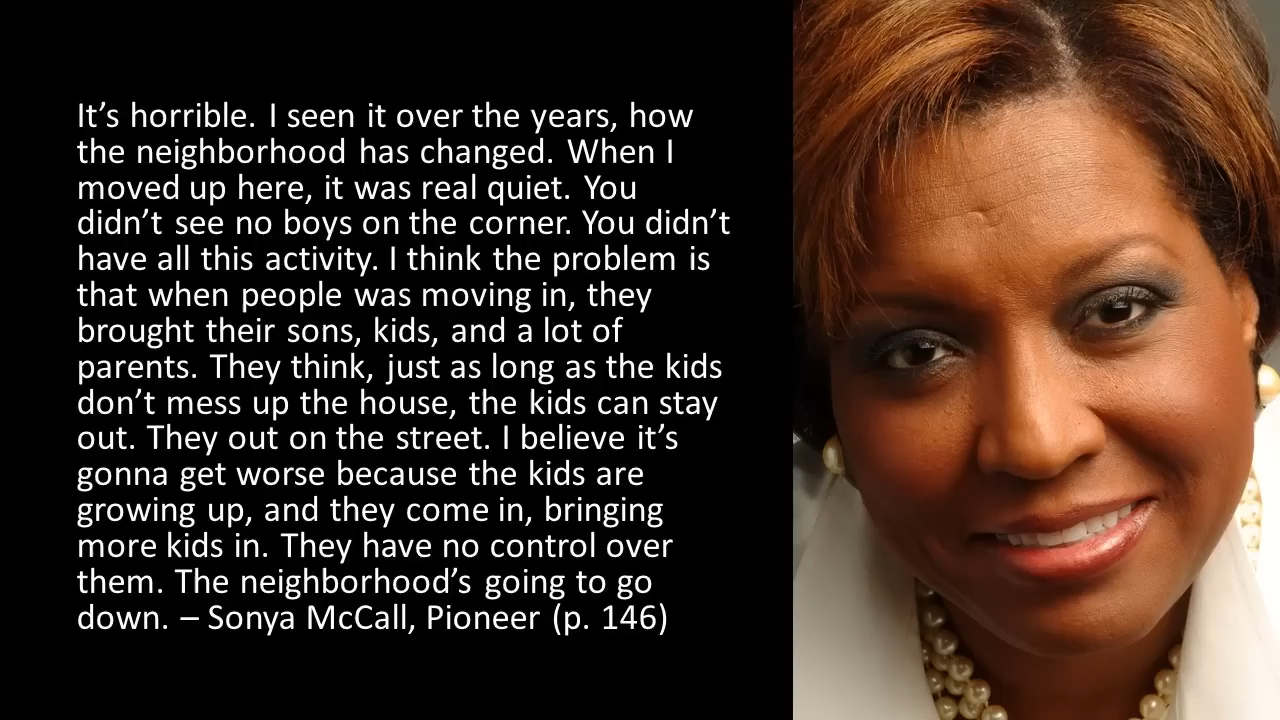 It’s horrible. I seen it over the years, how
the neighborhood has changed. When I
moved up here, it was real quiet. You
didn’t see no boys on the corner. You didn’t
have all this activity. I think the problem is
that when people was moving in, they
brought their sons, kids, and a lot of
parents. They think, just as long as the kids
don’t mess up the house, the kids can stay
out. They out on the street. I believe it’s
gonna get worse because the kids are
growing up, and they come in, bringing
more kids in. They have no control over
them. The neighborhood’s going to go
down. – Sonya McCall, Pioneer (p. 146)